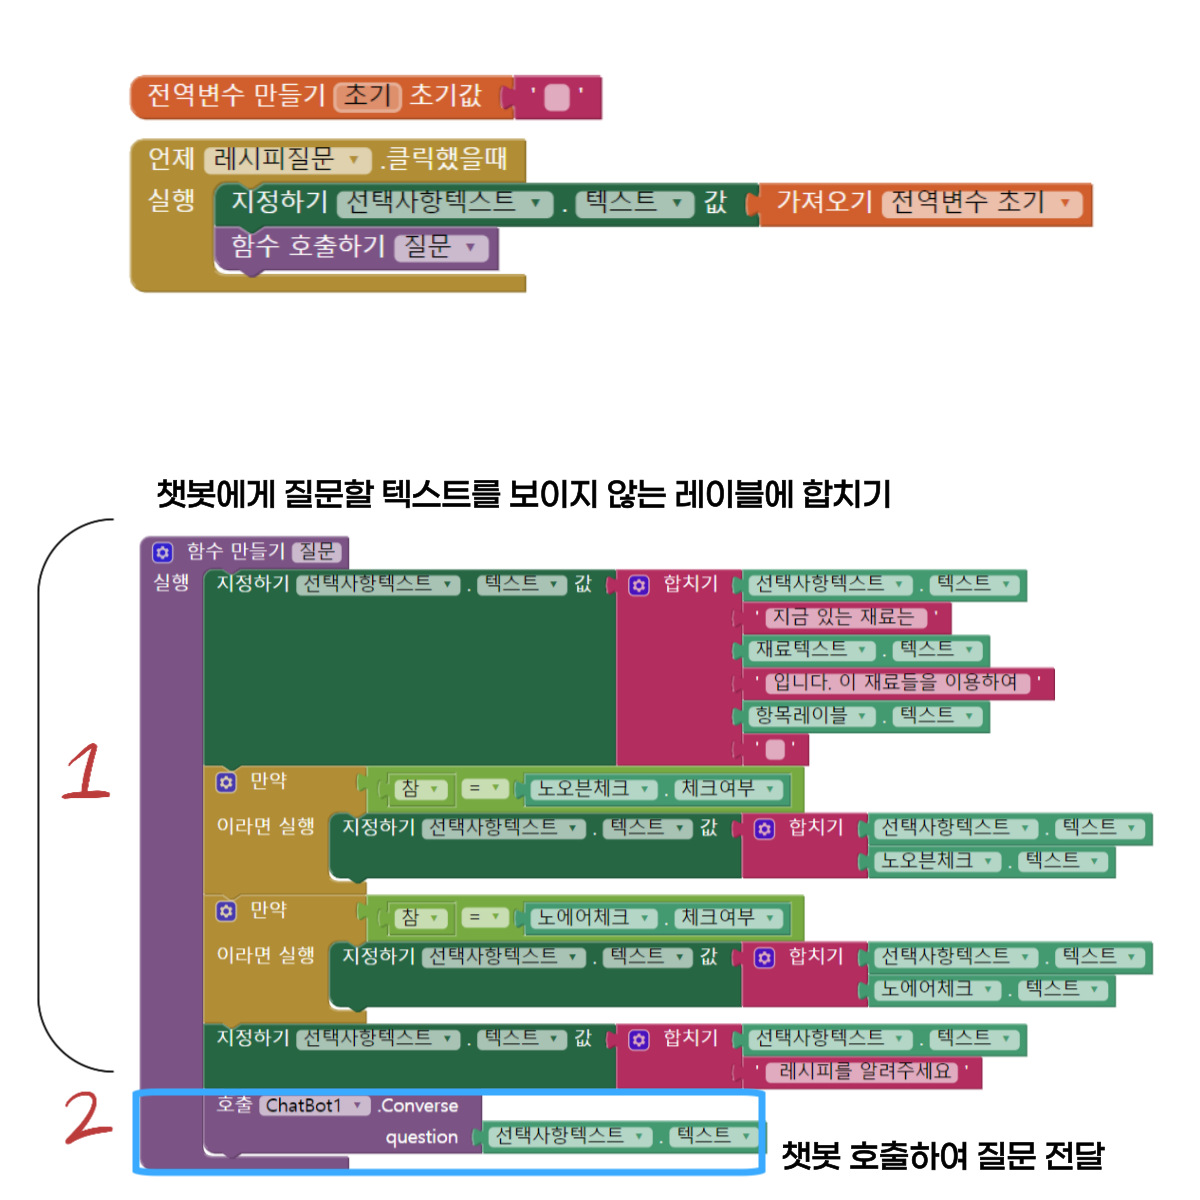 전역변수 만들기 초기 초기값 ' '
언제 레시피질문 .클릭했을때
실행 지정하기 선택사항텍스트 . 텍스트 값 가져오기 전역변수 초기
함수 호출하기 질문
챗봇에게 질문할 텍스트를 보이지 않는 레이블에 합치기
함수 만들기 질문
실행 지정하기 선택사항텍스트 . 텍스트 값 합치기 선택사항텍스트 . 텍스트
' 지금 있는 재료는 '
재료텍스트 . 텍스트
' 입니다. 이 재료들을 이용하여 '
항목레이블 . 텍스트
' '
1
만약 참 = 노오븐체크 . 체크여부
이라면 실행 지정하기 선택사항텍스트 . 텍스트 값 합치기 선택사항텍스트 . 텍스트
노오븐체크 . 텍스트
만약 참 = 노에어체크 . 체크여부
이라면 실행 지정하기 선택사항텍스트 . 텍스트 값 합치기 선택사항텍스트 . 텍스트
노에어체크 . 텍스트
지정하기 선택사항텍스트 . 텍스트 값 합치기 선택사항텍스트 . 텍스트
' 레시피를 알려주세요 '
2
호출 ChatBot1 .Converse
question 선택사항텍스트 . 텍스트
챗봇 호출하여 질문 전달